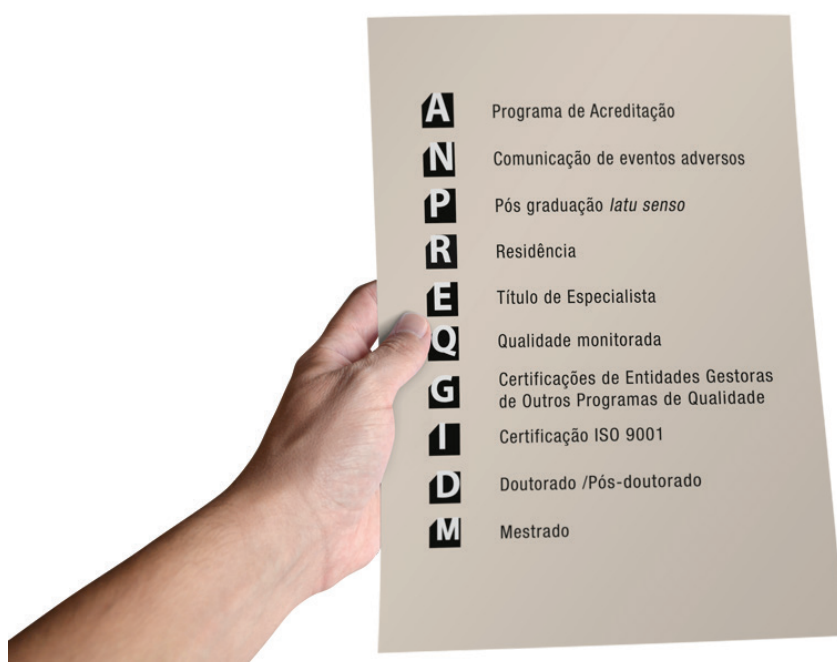 A Programa de Acreditação
N Comunicação de eventos adversos
P Pós graduação latu senso
R Residência
E Título de Especialista
Q Qualidade monitorada
G Certificações de Entidades Gestoras
de Outros Programas de Qualidade
I Certificação ISO 9001
D Doutorado /Pós-doutorado
M Mestrado